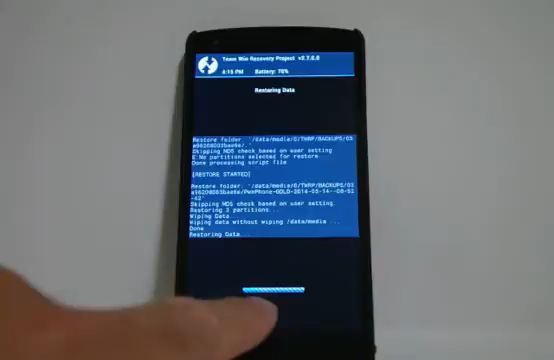 Team Win Recovery Project v2.7.0.0
4:15 PM Battery: 70%
Restoring Data
Restore folder '/data/media/0/TWRP/BACKUPS/03
Skipping MD5 check based on user setting
E:No partitions selected for restore
Done processing script file
[RESTORE STARTED]
Restore folder: '/data/media/0/TWRP/BACKUPS/03
Skipping MD5 check based on user setting.
Restoring 3 partitions...
Wiping Data...
Wiping data without wiping /data/media ...
Done
Restoring Data...